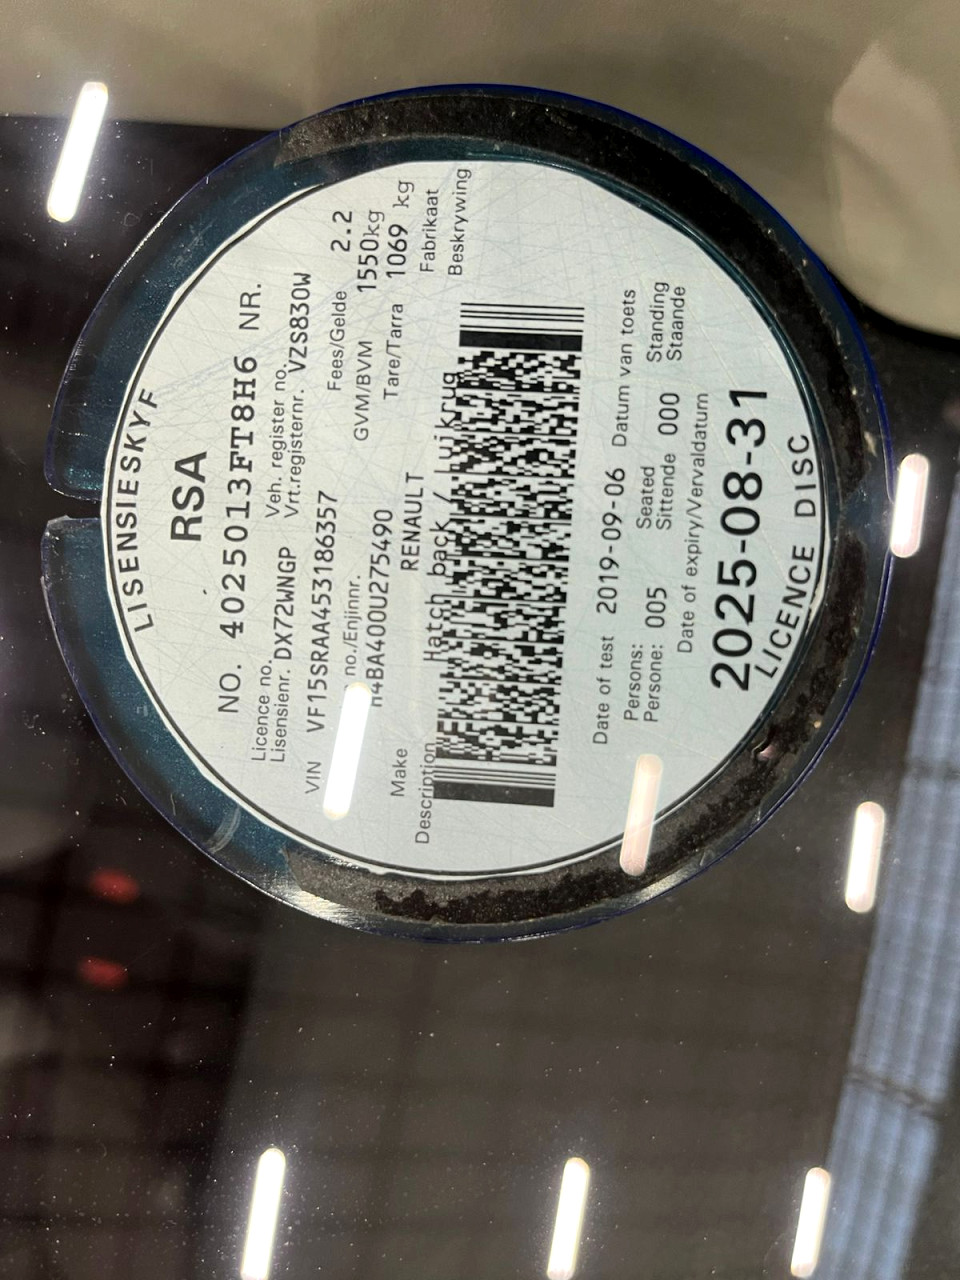 LISENSIESKYF
RSA
NO. 4025013FT8H6 NR.
Licence no. Veh. register no.
Lisensienr. DX72WNGP Vrt.registernr. VZS830W
VIN VF15SRAA453186357 Fees/Gelde 2.2
no./Enjinnr. GVM/BVM 1550kg
H4BA400U275490 Tare/Tarra 1069 kg
Make RENAULT Fabrikaat
Description Hatch back / Luikrug Beskrywing
Date of test 2019-09-06 Datum van toets
Persons: 005 Seated 000 Standing
Persone: Sittende Staande
Date of expiry/Vervaldatum
2025-08-31
LICENCE DISC